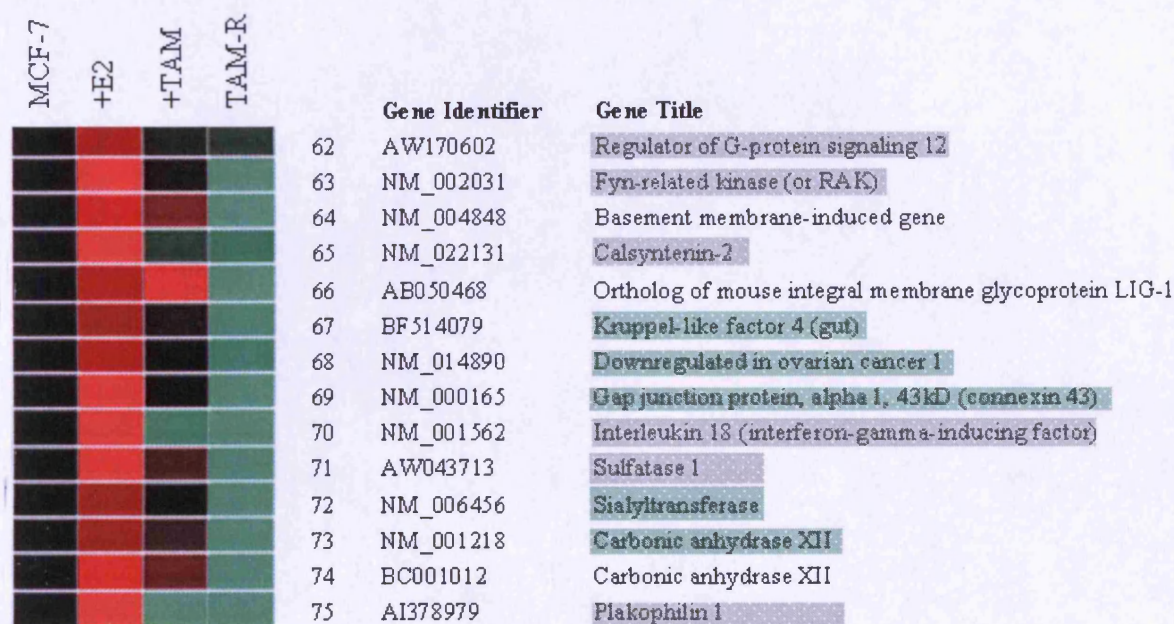 MCF-7 +E2 +TAM TAM-R
Gene Identifier Gene Title
62 AW170602 Regulator of G-protein signaling 12
63 NM_002031 Fyn-related kinase (or RAK)
64 NM_004848 Basement membrane-induced gene
65 NM_022131 Calsyntenin-2
66 AB050468 Ortholog of mouse integral membrane glycoprotein LIG-1
67 BF514079 Kruppel-like factor 4 (gut)
68 NM_014890 Downregulated in ovarian cancer 1
69 NM_000165 Gap junction protein, alpha 1, 43kD (connexin 43)
70 NM_001562 Interleukin 18 (interferon-gamma-inducing factor)
71 AW043713 Sulfatase 1
72 NM_006456 Sialyltransferase
73 NM_001218 Carbonic anhydrase XII
74 BC001012 Carbonic anhydrase XII
75 AI378979 Plakophilin 1